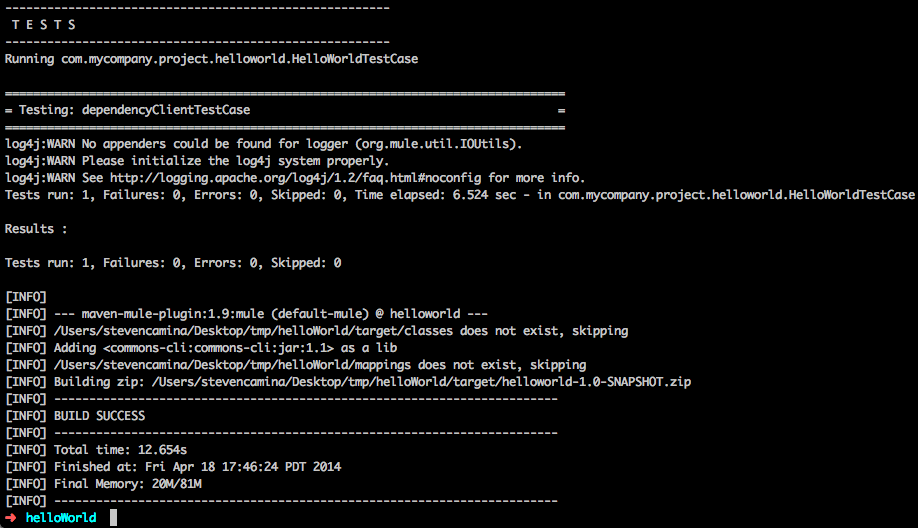 -------------------------------------------------------
T E S T S
-------------------------------------------------------
Running com.mycompany.project.helloworld.HelloWorldTestCase
================================================================================
= Testing: dependencyClientTestCase                                            =
================================================================================
log4j:WARN No appenders could be found for logger (org.mule.util.IOUtils).
log4j:WARN Please initialize the log4j system properly.
log4j:WARN See http://logging.apache.org/log4j/1.2/faq.html#noconfig for more info.
Tests run: 1, Failures: 0, Errors: 0, Skipped: 0, Time elapsed: 6.524 sec - in com.mycompany.project.helloworld.HelloWorldTestCase
Results :
Tests run: 1, Failures: 0, Errors: 0, Skipped: 0
[INFO]
[INFO] --- maven-mule-plugin:1.9:mule (default-mule) @ helloworld ---
[INFO] /Users/stevencamina/Desktop/tmp/helloWorld/target/classes does not exist, skipping
[INFO] Adding <commons-cli:commons-cli:jar:1.1> as a lib
[INFO] /Users/stevencamina/Desktop/tmp/helloWorld/mappings does not exist, skipping
[INFO] Building zip: /Users/stevencamina/Desktop/tmp/helloWorld/target/helloworld-1.0-SNAPSHOT.zip
[INFO] ------------------------------------------------------------------------
[INFO] BUILD SUCCESS
[INFO] ------------------------------------------------------------------------
[INFO] Total time: 12.654s
[INFO] Finished at: Fri Apr 18 17:46:24 PDT 2014
[INFO] Final Memory: 20M/81M
[INFO] ------------------------------------------------------------------------
➜ helloWorld